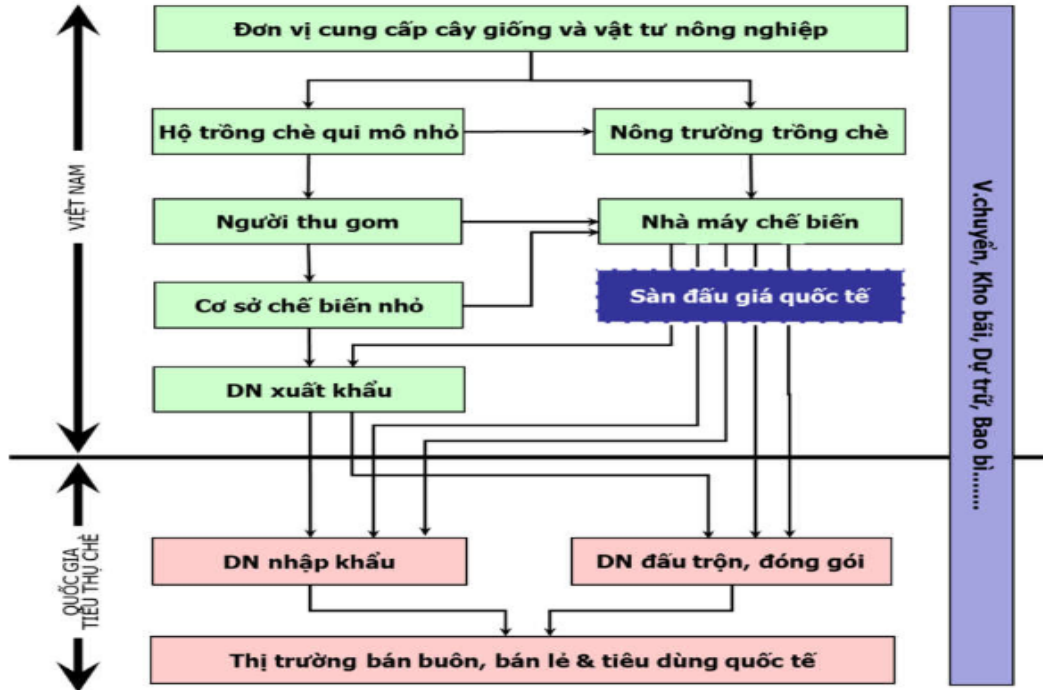 Đơn vị cung cấp cây giống và vật tư nông nghiệp
Hộ trồng chè qui mô nhỏ
Nông trường trồng chè
Người thu gom
Nhà máy chế biến
Cơ sở chế biến nhỏ
Sàn đấu giá quốc tế
DN xuất khẩu
DN nhập khẩu
DN đấu trộn, đóng gói
Thị trường bán buôn, bán lẻ & tiêu dùng quốc tế
VIỆT NAM
QUỐC GIA
TIÊU THỤ CHÈ
V.chuyển, Kho bãi, Dự trữ, Bao bì.......